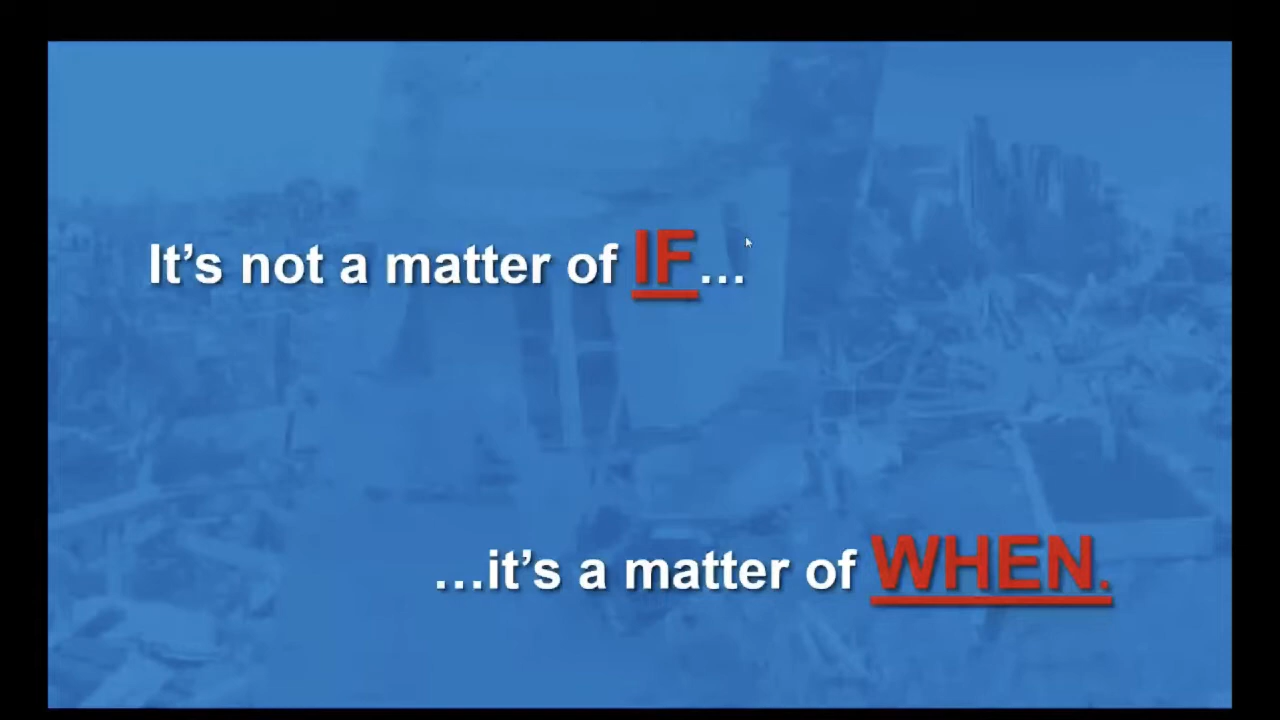 It’s not a matter of IF…
…it’s a matter of WHEN.